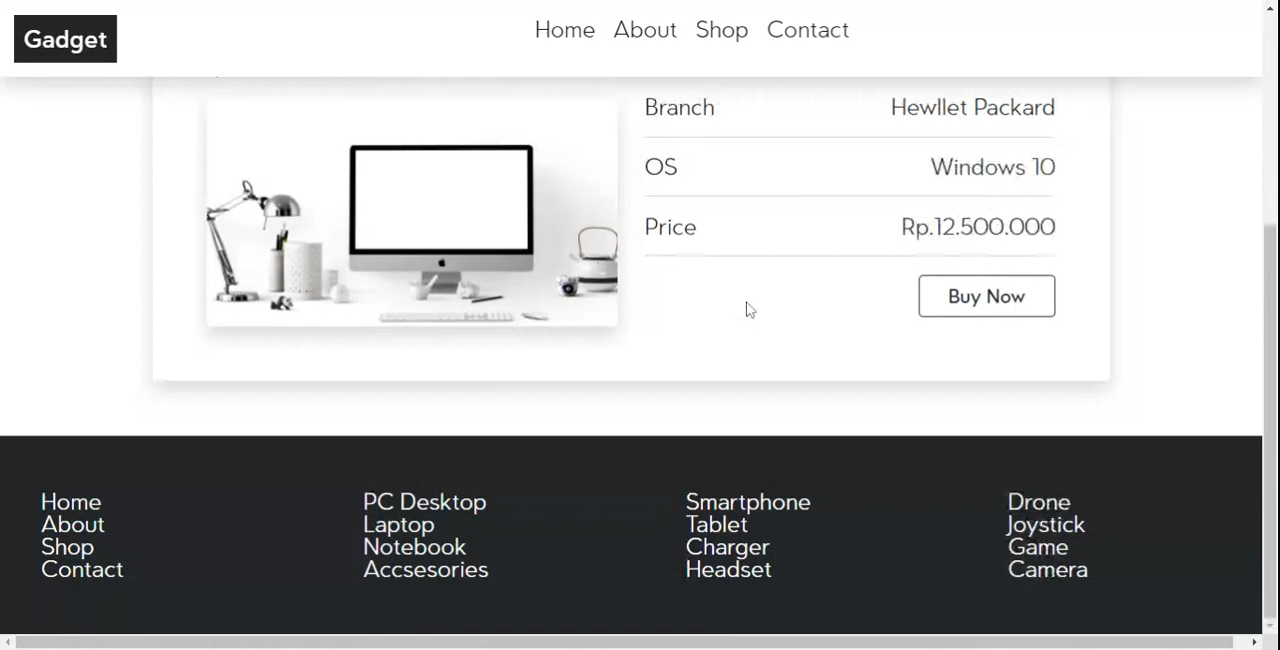 Gadget
Home About Shop Contact
Branch Hewllet Packard
OS Windows 10
Price Rp.12.500.000
Buy Now
Home PC Desktop Smartphone Drone
About Laptop Tablet Joystick
Shop Notebook Charger Game
Contact Accsesories Headset Camera